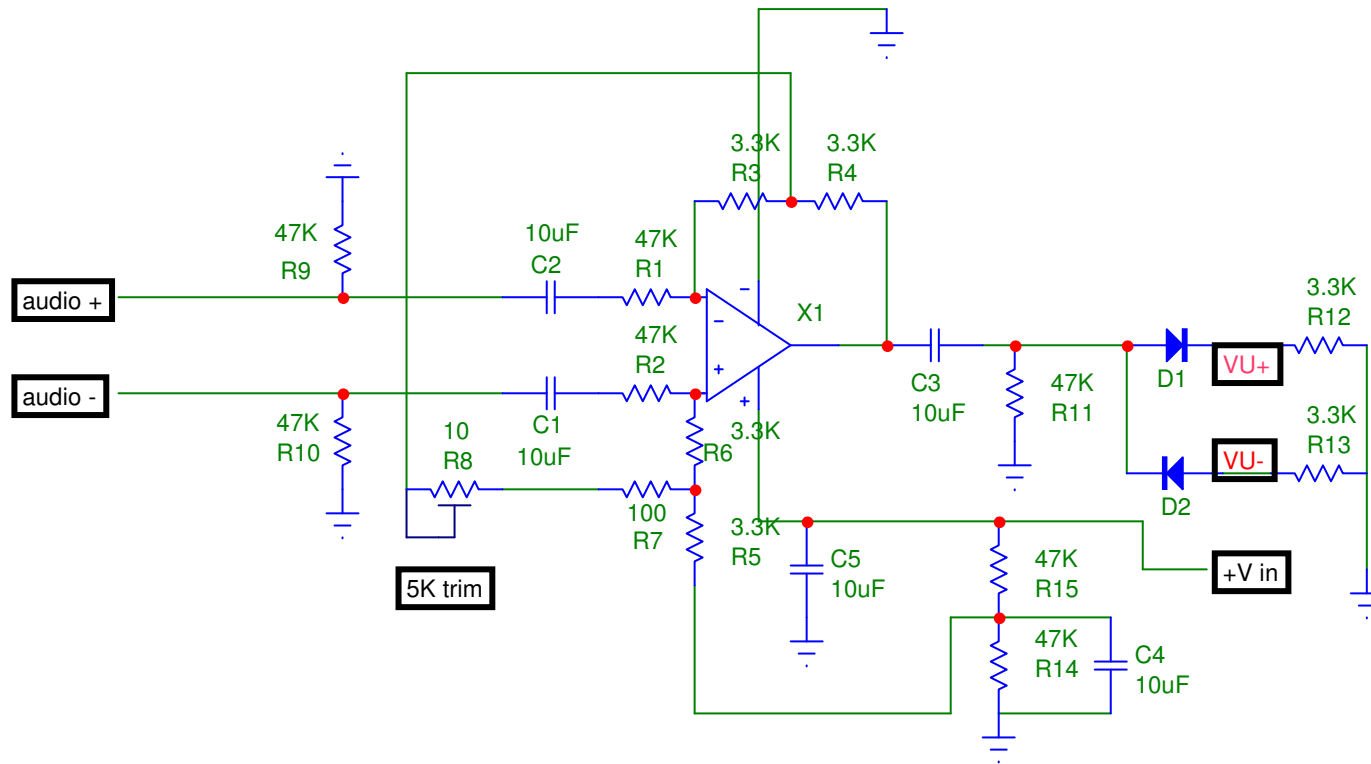 3.3K
R3
3.3K
R4
47K
R9
10uF
C2
47K
R1
audio +
−
X1
3.3K
R12
−
+
47K
R2
D1
VU+
C3
10uF
47K
R11
audio -
+
47K
R10
C1
10uF
10
R8
3.3K
R6
3.3K
R13
VU-
D2
100
R7
3.3K
R5
C5
10uF
47K
R15
+V in
5K trim
47K
R14
C4
10uF